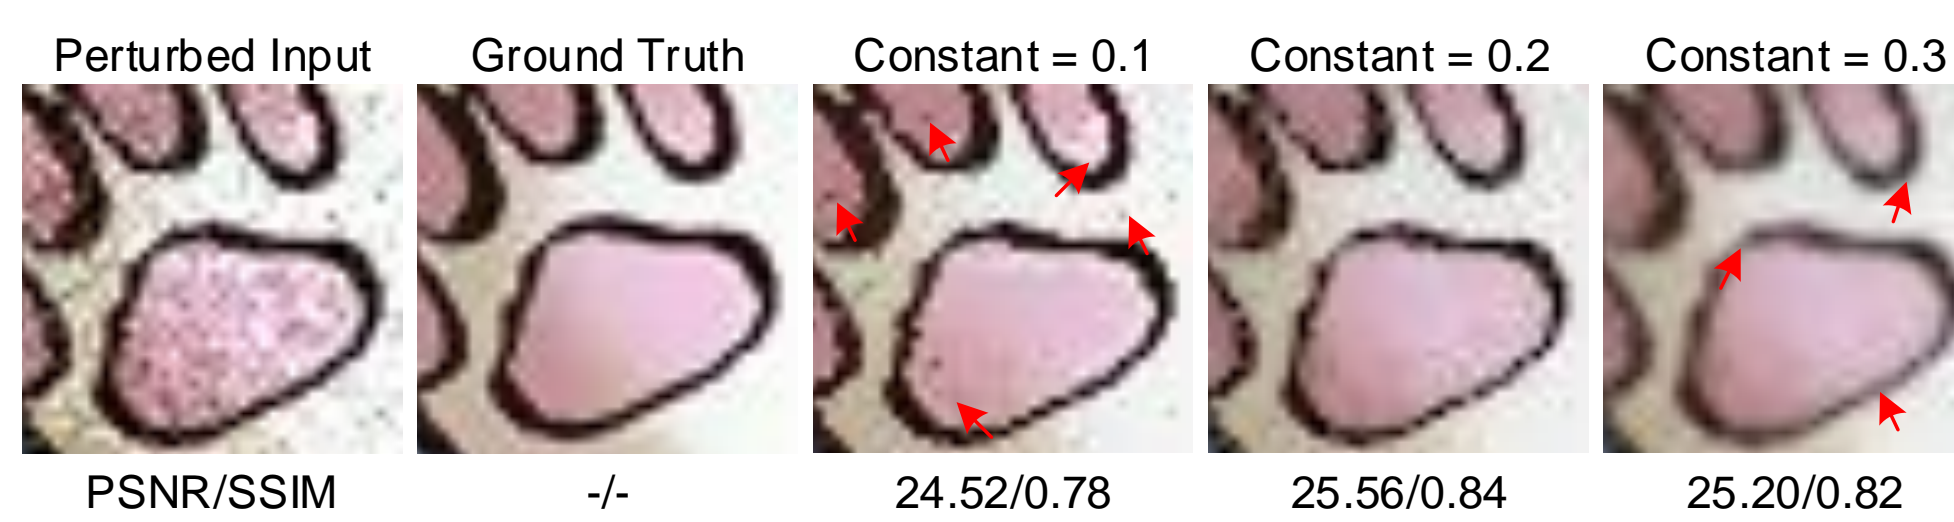 Perturbed Input Ground Truth Constant = 0.1 Constant = 0.2 Constant = 0.3
PSNR/SSIM -/- 24.52/0.78 25.56/0.84 25.20/0.82